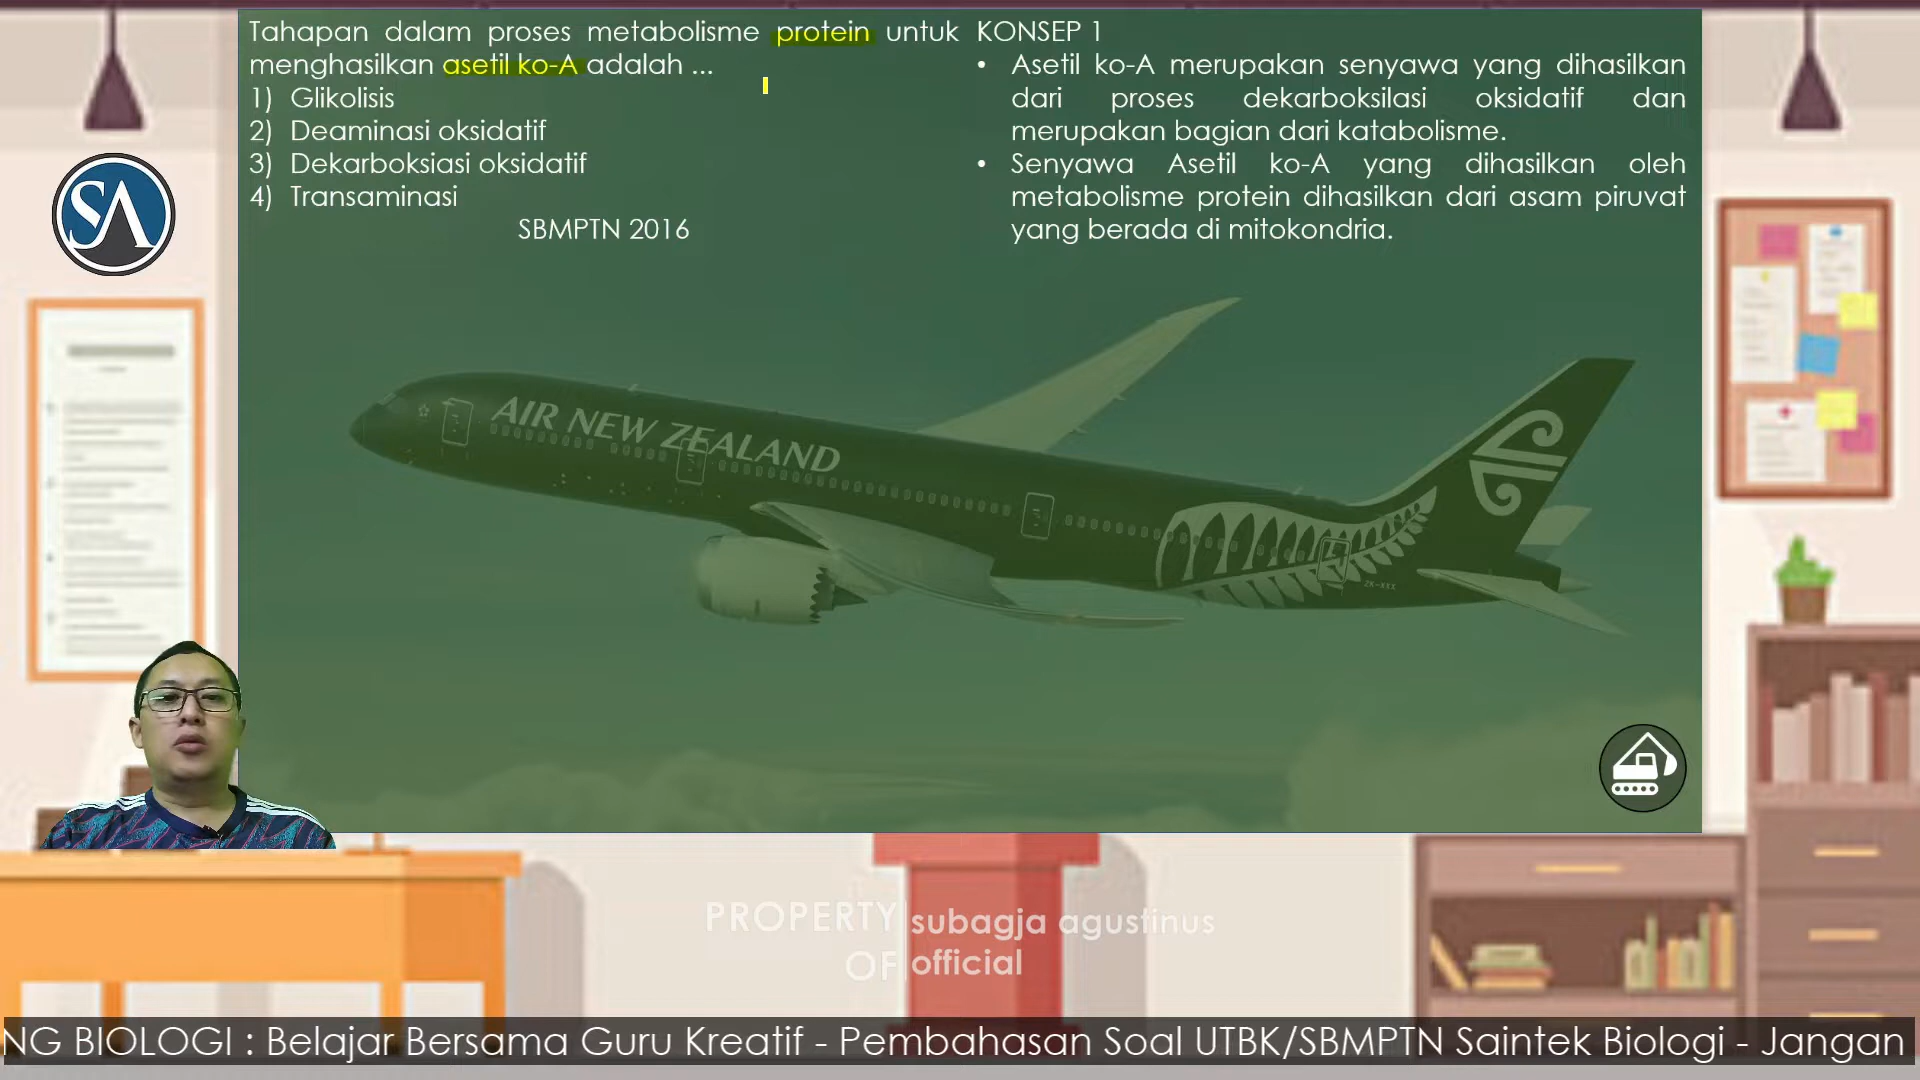 Tahapan dalam proses metabolisme protein untuk
menghasilkan asetil ko-A adalah ...
1) Glikolisis
2) Deaminasi oksidatif
3) Dekarboksiasi oksidatif
4) Transaminasi
SBMPTN 2016
KONSEP 1
• Asetil ko-A merupakan senyawa yang dihasilkan
dari proses dekarboksilasi oksidatif dan
merupakan bagian dari katabolisme.
• Senyawa Asetil ko-A yang dihasilkan oleh
metabolisme protein dihasilkan dari asam piruvat
yang berada di mitokondria.
SA
AIR NEW ZEALAND
PROPERTY OF
subagja agustinus
official
NG BIOLOGI : Belajar Bersama Guru Kreatif - Pembahasan Soal UTBK/SBMPTN Saintek Biologi - Jangan